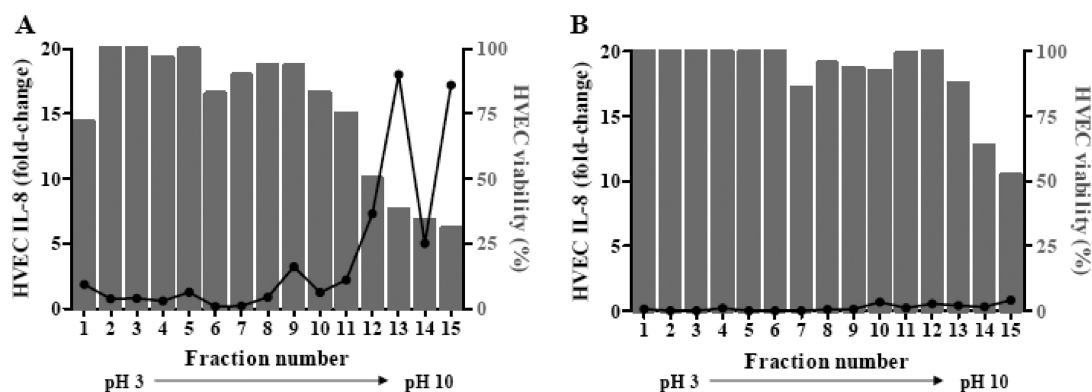 A
HVEC IL-8 (fold-change)
20
15
10
5
0
100
75
50
25
0
HVEC viability (%)
1 2 3 4 5 6 7 8 9 10 11 12 13 14 15
Fraction number
pH 3 → pH 10
B
HVEC IL-8 (fold-change)
20
15
10
5
0
100
75
50
25
0
HVEC viability (%)
1 2 3 4 5 6 7 8 9 10 11 12 13 14 15
Fraction number
pH 3 → pH 10